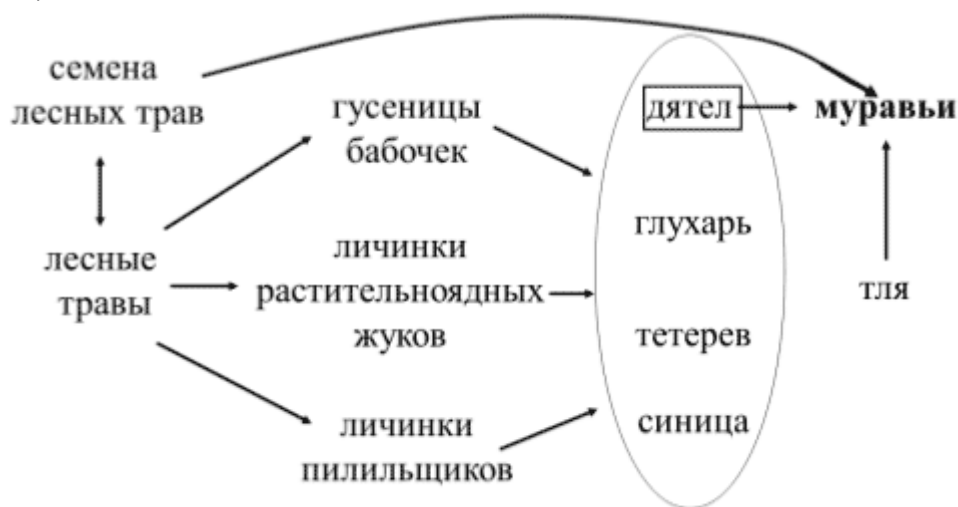 семена
лесных трав
гусеницы
бабочек
дятел
муравьи
глухарь
лесные
травы
личинки
растительноядных
жуков
тля
тетерев
личинки
пилильщиков
синица